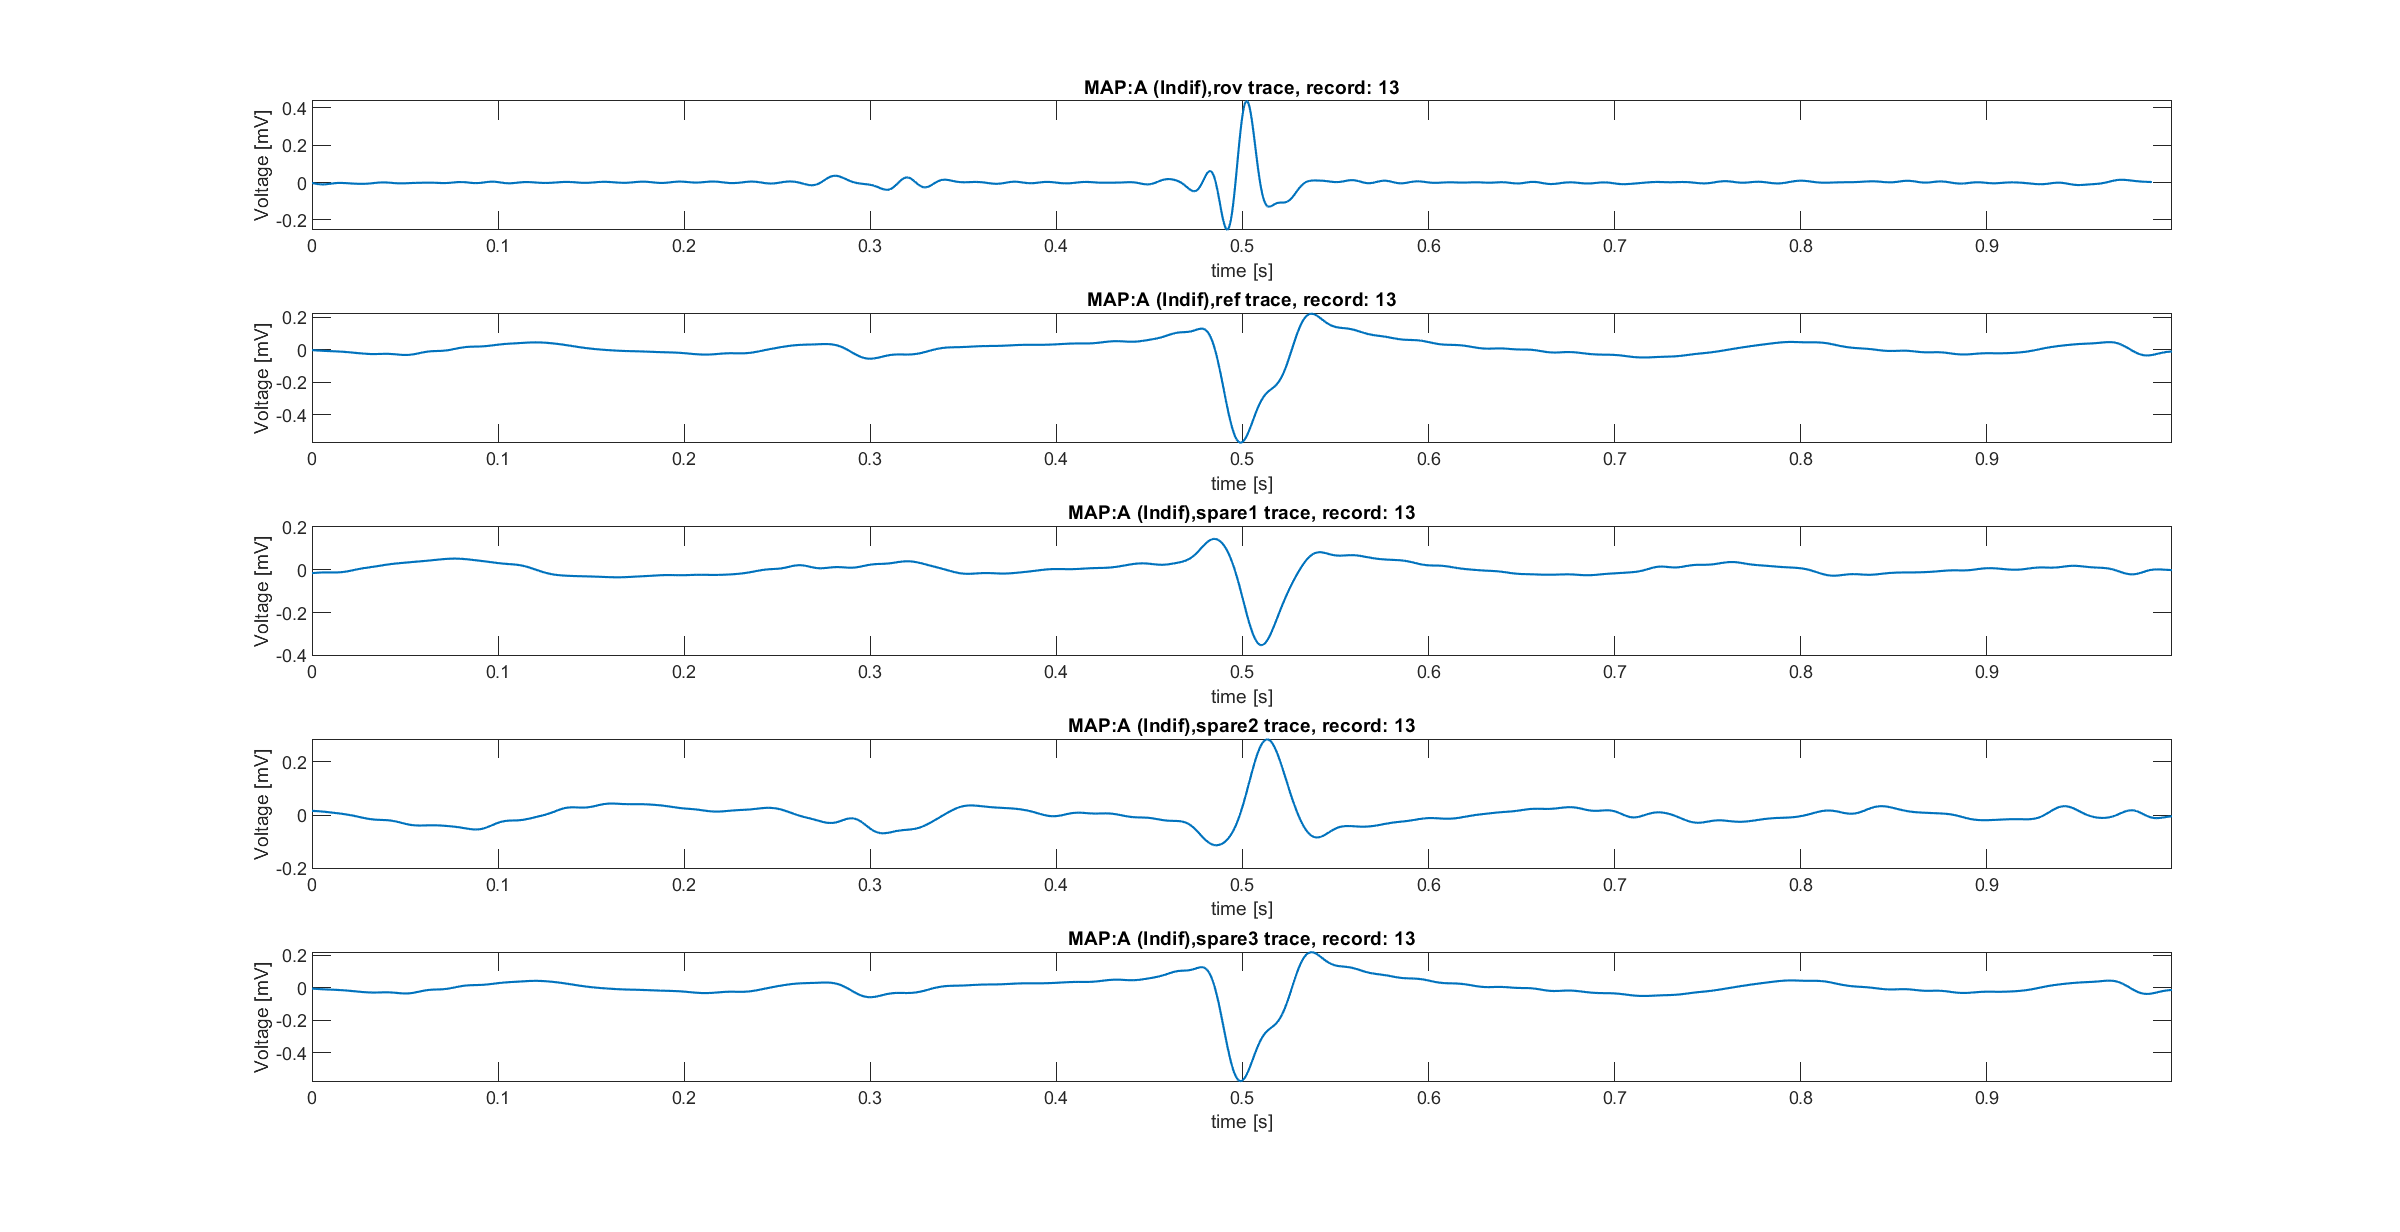 MAP:A (Indif),rov trace, record: 13
Voltage [mV]
0.4
0.2
0
-0.2
0 0.1 0.2 0.3 0.4 0.5 0.6 0.7 0.8 0.9
time [s]
MAP:A (Indif),ref trace, record: 13
Voltage [mV]
0.2
0
-0.2
-0.4
0 0.1 0.2 0.3 0.4 0.5 0.6 0.7 0.8 0.9
time [s]
MAP:A (Indif),spare1 trace, record: 13
Voltage [mV]
0.2
0
-0.2
-0.4
0 0.1 0.2 0.3 0.4 0.5 0.6 0.7 0.8 0.9
time [s]
MAP:A (Indif),spare2 trace, record: 13
Voltage [mV]
0.2
0
-0.2
0 0.1 0.2 0.3 0.4 0.5 0.6 0.7 0.8 0.9
time [s]
MAP:A (Indif),spare3 trace, record: 13
Voltage [mV]
0.2
0
-0.2
-0.4
0 0.1 0.2 0.3 0.4 0.5 0.6 0.7 0.8 0.9
time [s]